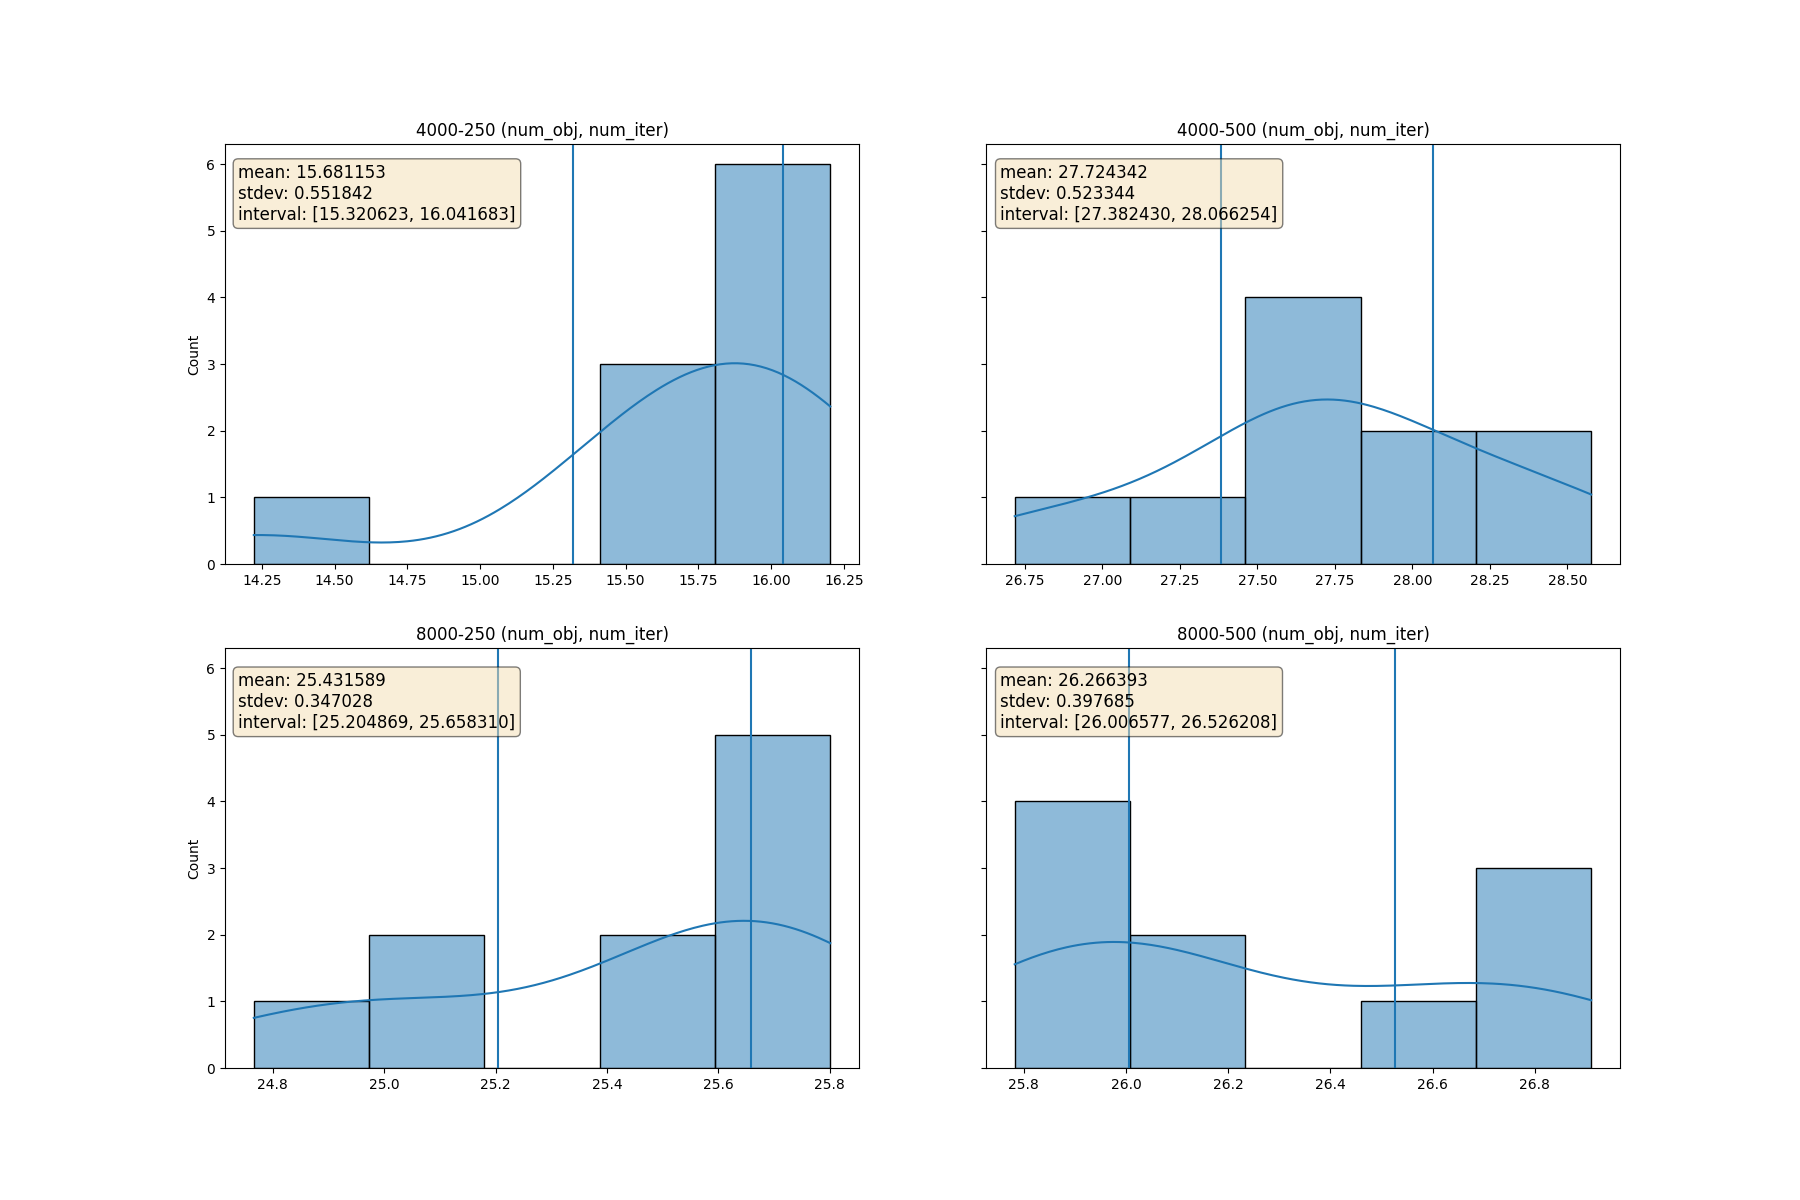 4000-250 (num_obj, num_iter)
mean: 15.681153
stdev: 0.551842
interval: [15.320623, 16.041683]
Count
6
5
4
3
2
1
0
14.25 14.50 14.75 15.00 15.25 15.50 15.75 16.00 16.25
4000-500 (num_obj, num_iter)
mean: 27.724342
stdev: 0.523344
interval: [27.382430, 28.066254]
26.75 27.00 27.25 27.50 27.75 28.00 28.25 28.50
8000-250 (num_obj, num_iter)
mean: 25.431589
stdev: 0.347028
interval: [25.204869, 25.658310]
Count
6
5
4
3
2
1
0
24.8 25.0 25.2 25.4 25.6 25.8
8000-500 (num_obj, num_iter)
mean: 26.266393
stdev: 0.397685
interval: [26.006577, 26.526208]
25.8 26.0 26.2 26.4 26.6 26.8